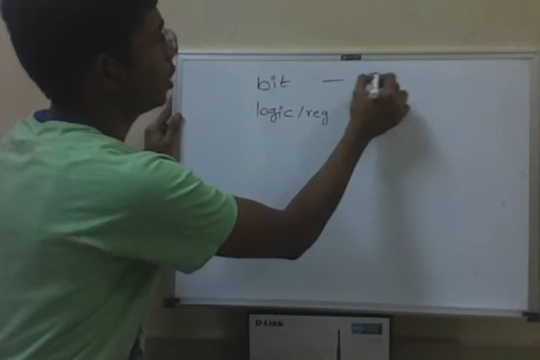 bit —
logic/reg
D-Link